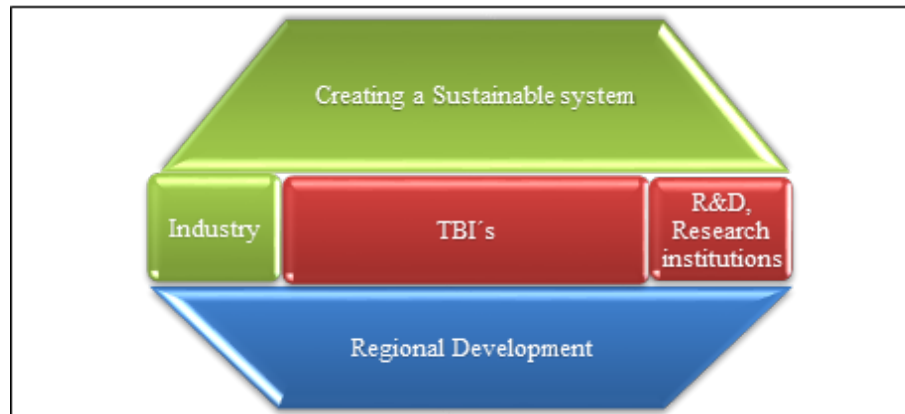 Creating a Sustainable system
Industry
TBI´s
R&D,
Research
institutions
Regional Development